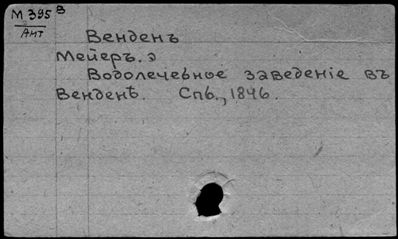 М 395 В
Ант
Венденъ
Мейеръ. Э
Водолечебное заведеніе въ
Венденѣ. Спб., 1846.